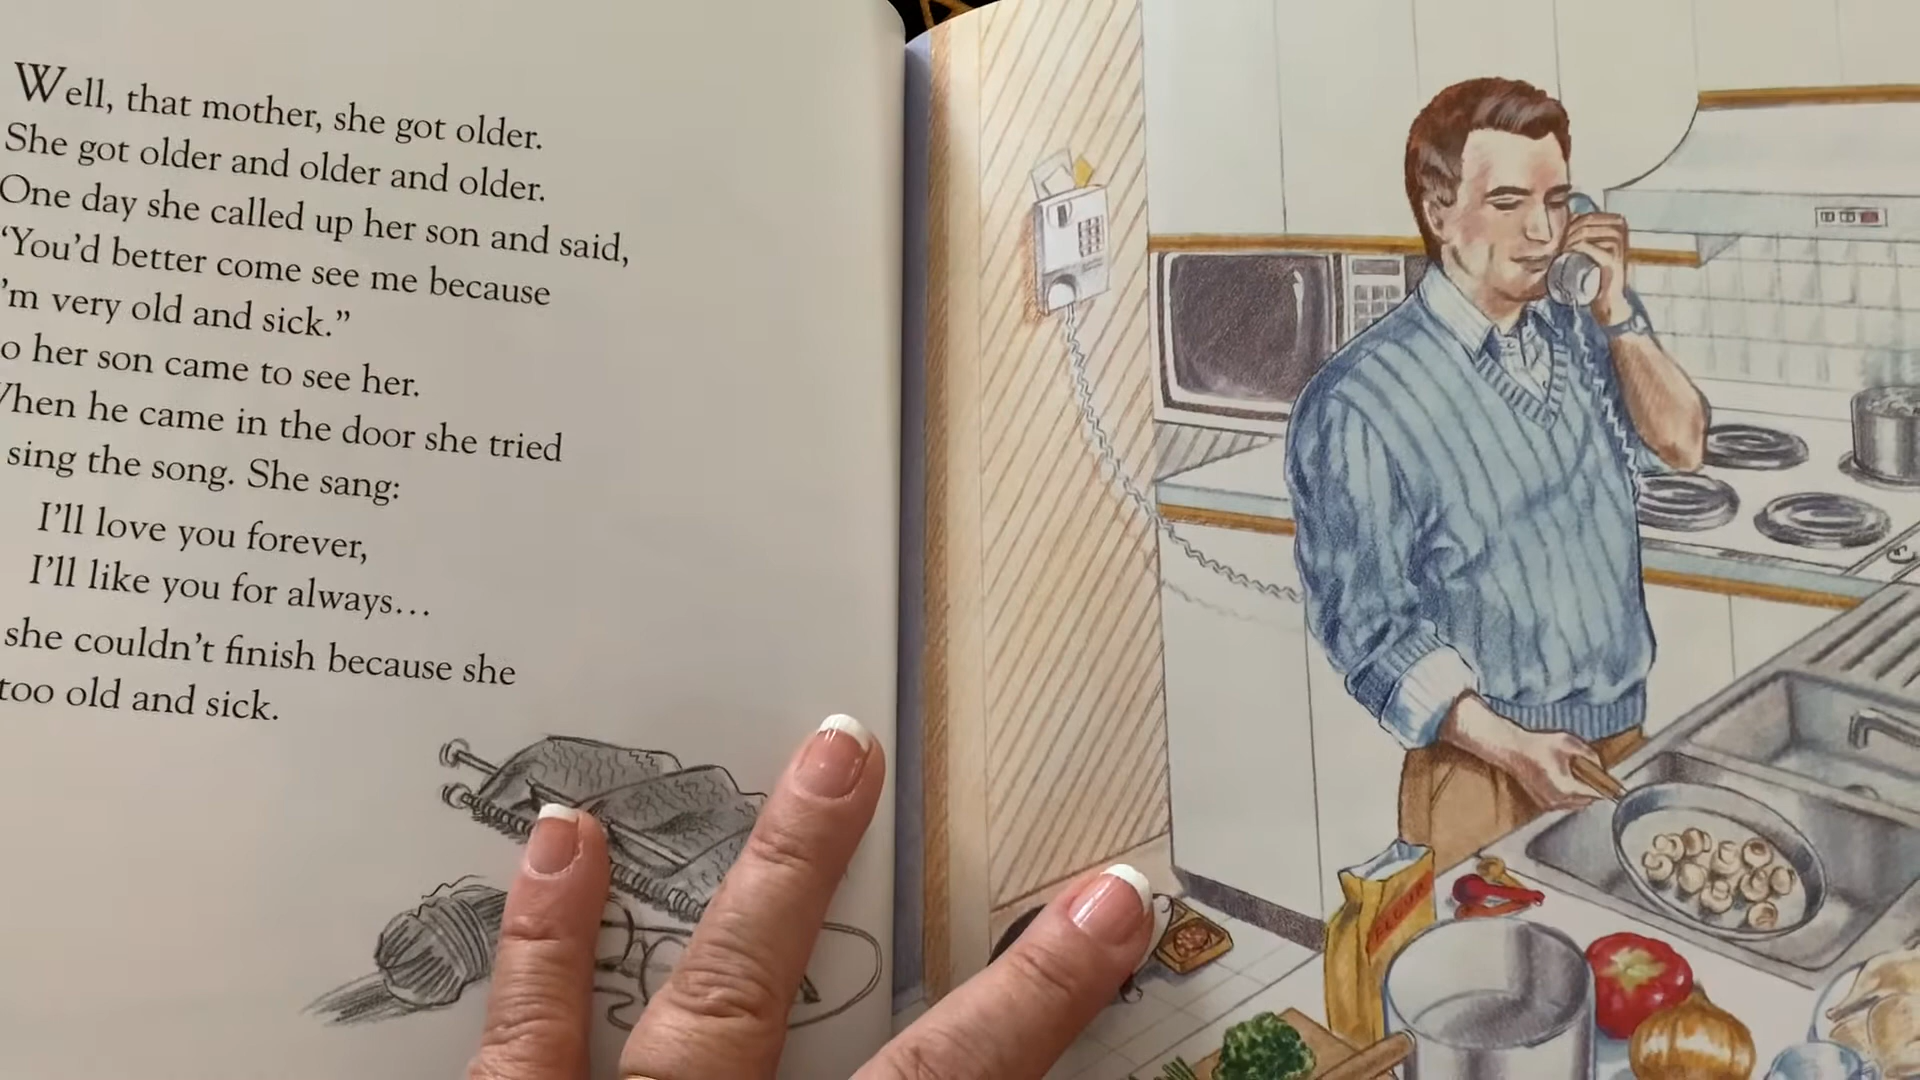 Well, that mother, she got older.
She got older and older and older.
One day she called up her son and said,
“You’d better come see me because
’m very old and sick.”
o her son came to see her.
When he came in the door she tried
sing the song. She sang:
I’ll love you forever,
I’ll like you for always…
she couldn’t finish because she
too old and sick.
FLOUR